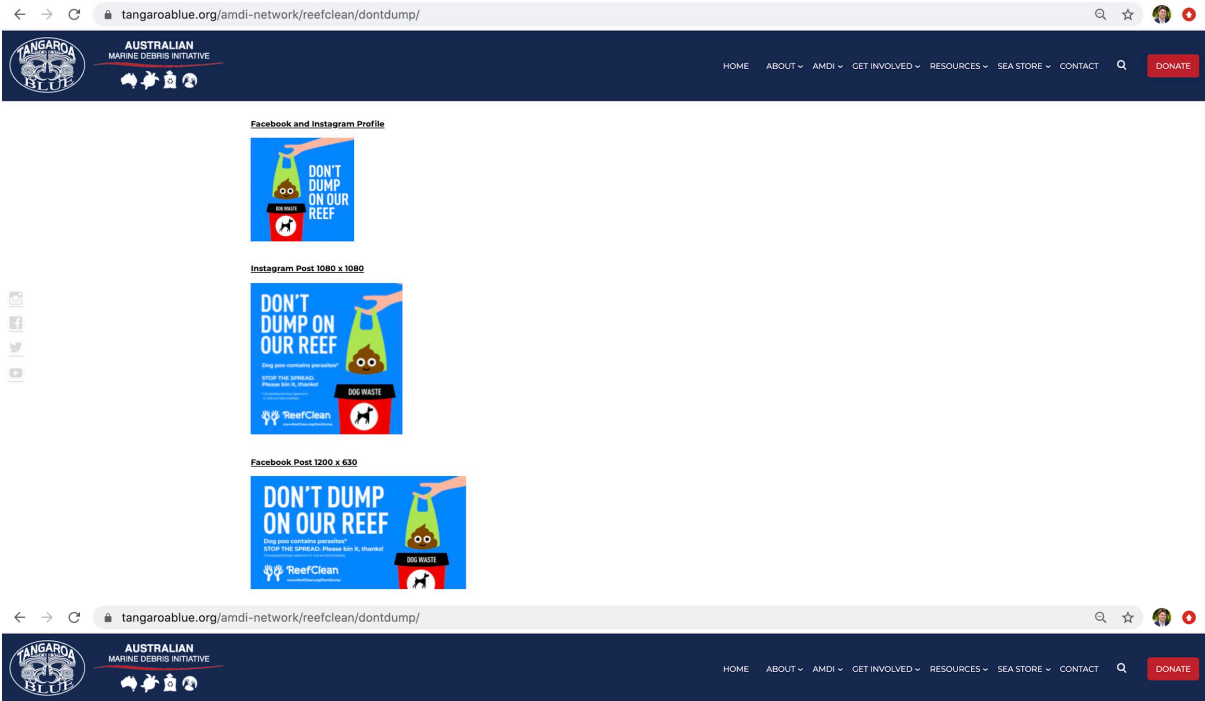 tangaroablue.org/amdi-network/reefclean/dontdump/
TANGAROA
BLUE
AUSTRALIAN
MARINE DEBRIS INITIATIVE
HOME ABOUT AMDI GET INVOLVED RESOURCES SEA STORE CONTACT DONATE
Facebook and Instagram Profile
DON'T
DUMP
ON OUR
REEF
DOG WASTE
Instagram Post 1080 x 1080
DON'T
DUMP ON
OUR REEF
Dog poo contains parasites*
STOP THE SPREAD.
Please bin it, thanks!
DOG WASTE
ReefClean
Facebook Post 1200 x 630
DON'T DUMP
ON OUR REEF
Dog poo contains parasites*
STOP THE SPREAD. Please bin it, thanks!
DOG WASTE
ReefClean
tangaroablue.org/amdi-network/reefclean/dontdump/
TANGAROA
BLUE
AUSTRALIAN
MARINE DEBRIS INITIATIVE
HOME ABOUT AMDI GET INVOLVED RESOURCES SEA STORE CONTACT DONATE